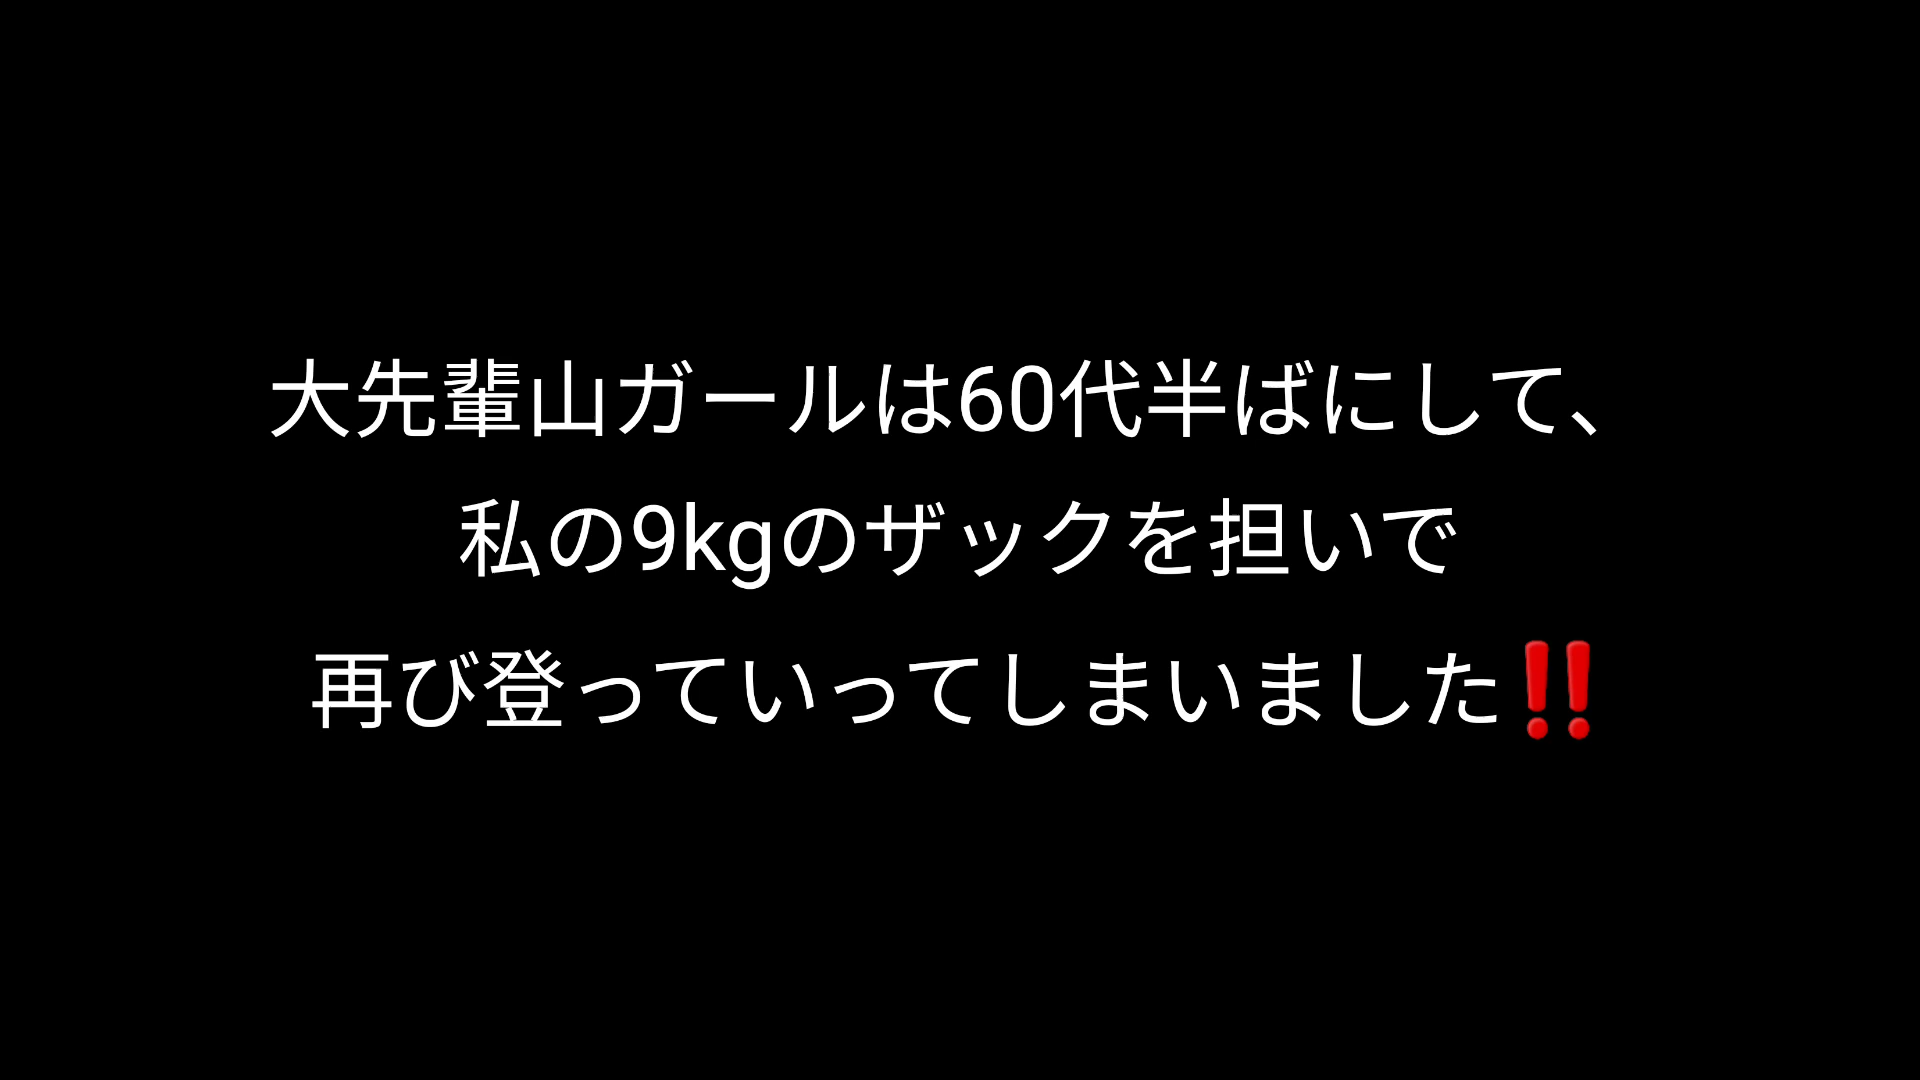 大先輩山ガールは60代半ばにして、
私の9kgのザックを担いで
再び登っていってしまいました‼️